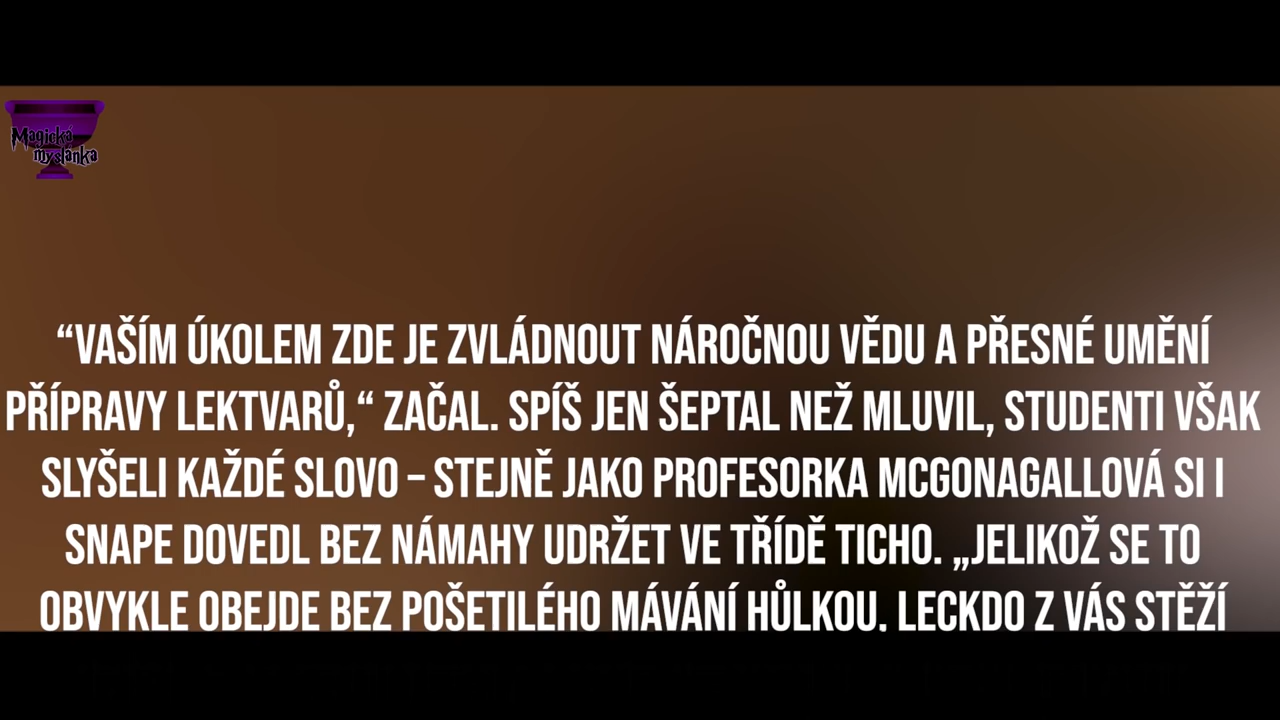 Magická
myslánka
“VAŠÍM ÚKOLEM ZDE JE ZVLÁDNOUT NÁROČNOU VĚDU A PŘESNÉ UMĚNÍ
PŘÍPRAVY LEKTVARŮ,“ ZAČAL. SPÍŠ JEN ŠEPTAL NEŽ MLUVIL, STUDENTI VŠAK
SLYŠELI KAŽDÉ SLOVO – STEJNĚ JAKO PROFESORKA MCGONAGALLOVÁ SI I
SNAPE DOVEDL BEZ NÁMAHY UDRŽET VE TŘÍDĚ TICHO. „JELIKOŽ SE TO
OBVYKLE OBEJDE BEZ POŠETILÉHO MÁVÁNÍ HŮLKOU, LECKDO Z VÁS STĚŽÍ